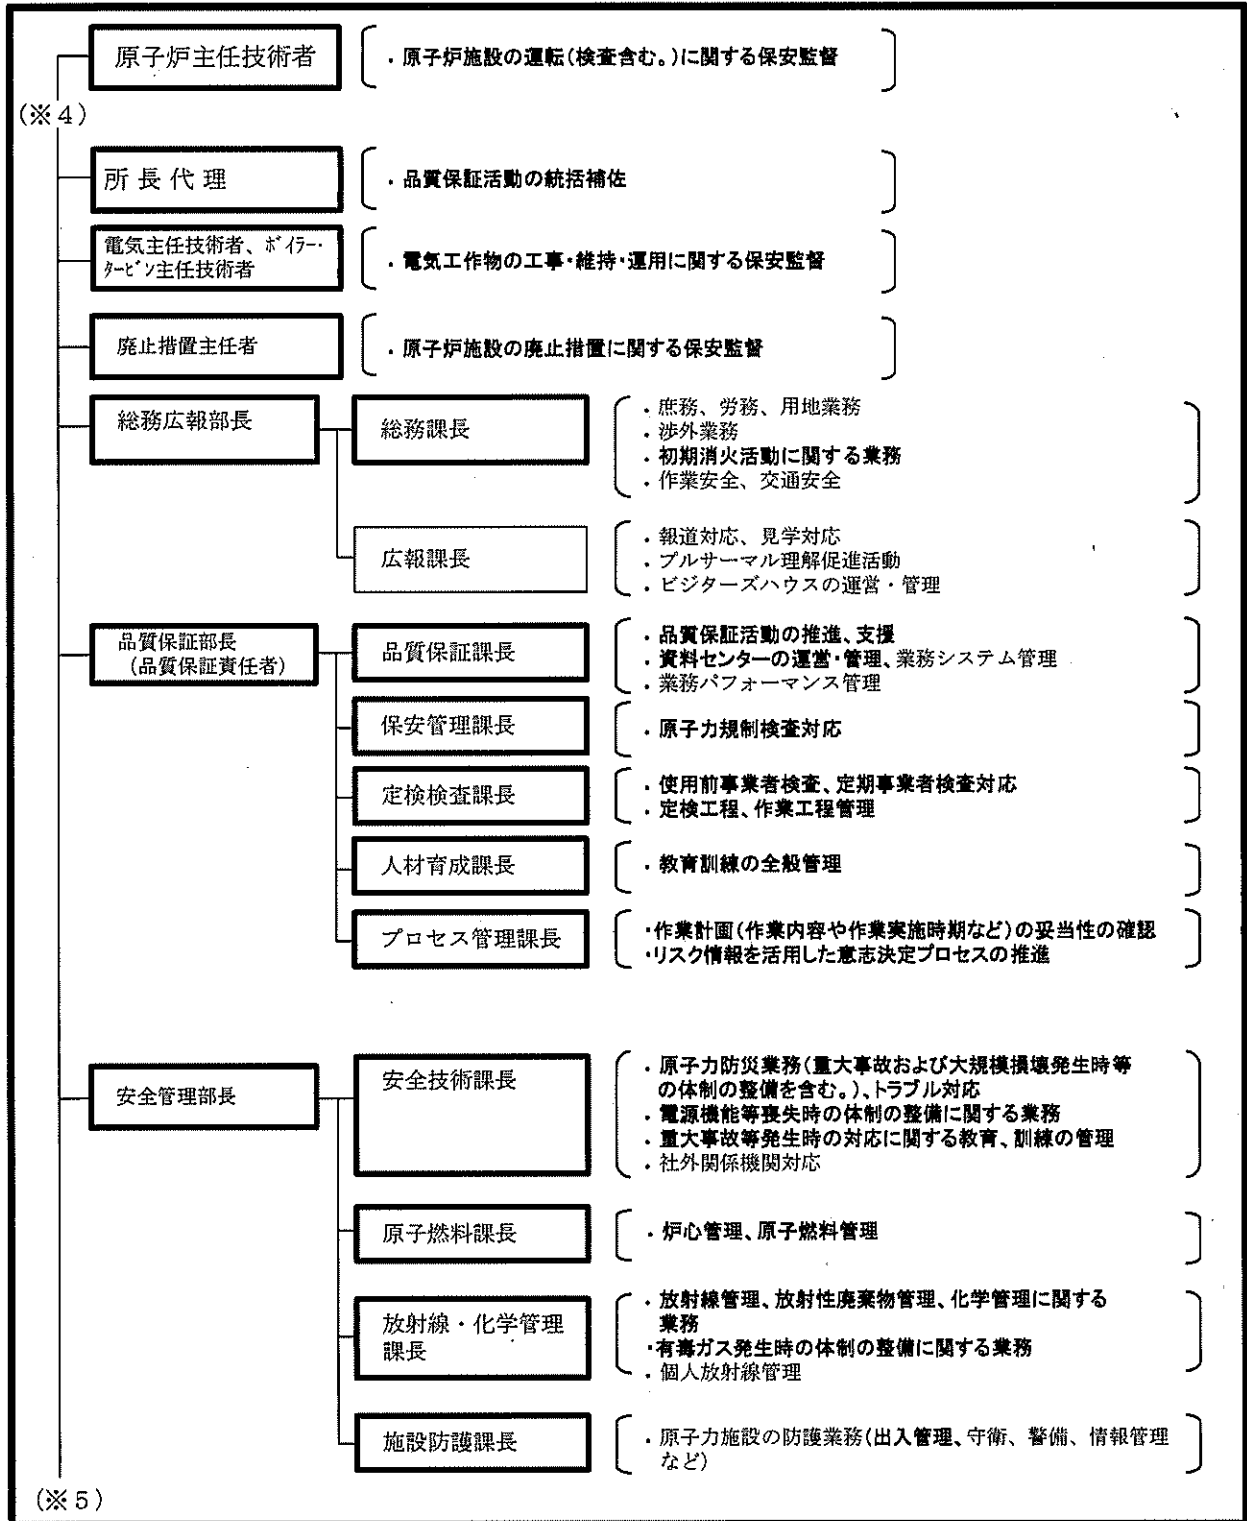 原子炉主任技術者
・原子炉施設の運転(検査含む。)に関する保安監督
(※4)
所長代理
・品質保証活動の統括補佐
電気主任技術者、ﾎﾞｲﾗｰ・
ﾀｰﾋﾞﾝ主任技術者
・電気工作物の工事・維持・運用に関する保安監督
廃止措置主任者
・原子炉施設の廃止措置に関する保安監督
総務広報部長
総務課長
・庶務、労務、用地業務
・渉外業務
・初期消火活動に関する業務
・作業安全、交通安全
広報課長
・報道対応、見学対応
・プルサーマル理解促進活動
・ビジターズハウスの運営・管理
品質保証部長
(品質保証責任者)
品質保証課長
・品質保証活動の推進、支援
・資料センターの運営・管理、業務システム管理
・業務パフォーマンス管理
保安管理課長
・原子力規制検査対応
定検検査課長
・使用前事業者検査、定期事業者検査対応
・定検工程、作業工程管理
人材育成課長
・教育訓練の全般管理
プロセス管理課長
・作業計画(作業内容や作業実施時期など)の妥当性の確認
・リスク情報を活用した意志決定プロセスの推進
安全管理部長
安全技術課長
・原子力防災業務(重大事故および大規模損壊発生時等
の体制の整備を含む。)、トラブル対応
・電源機能等喪失時の体制の整備に関する業務
・重大事故等発生時の対応に関する教育、訓練の管理
・社外関係機関対応
原子燃料課長
・炉心管理、原子燃料管理
放射線・化学管理
課長
・放射線管理、放射性廃棄物管理、化学管理に関する
業務
・有毒ガス発生時の体制の整備に関する業務
・個人放射線管理
施設防護課長
・原子力施設の防護業務(出入管理、守衛、警備、情報管理
など)
(※5)